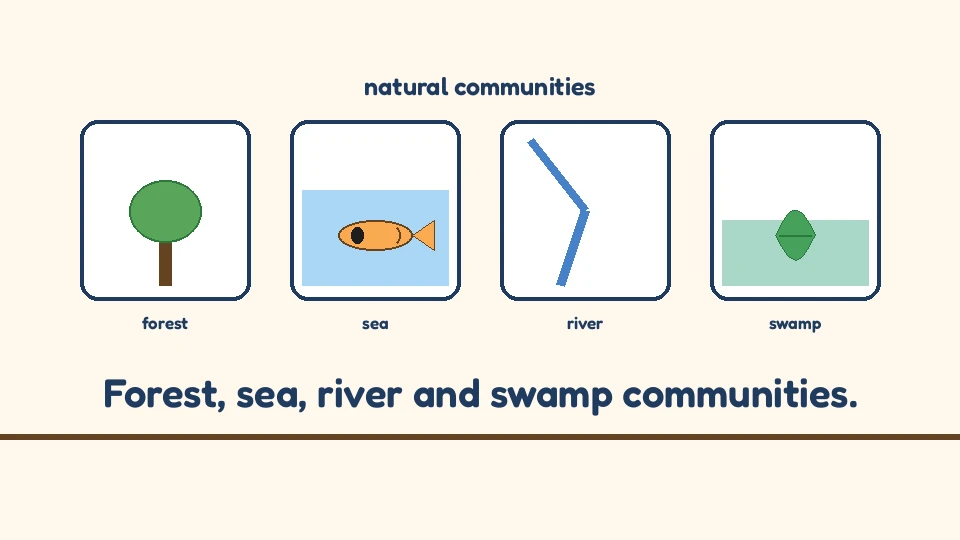 natural communities
forest sea river swamp
Forest, sea, river and swamp communities.